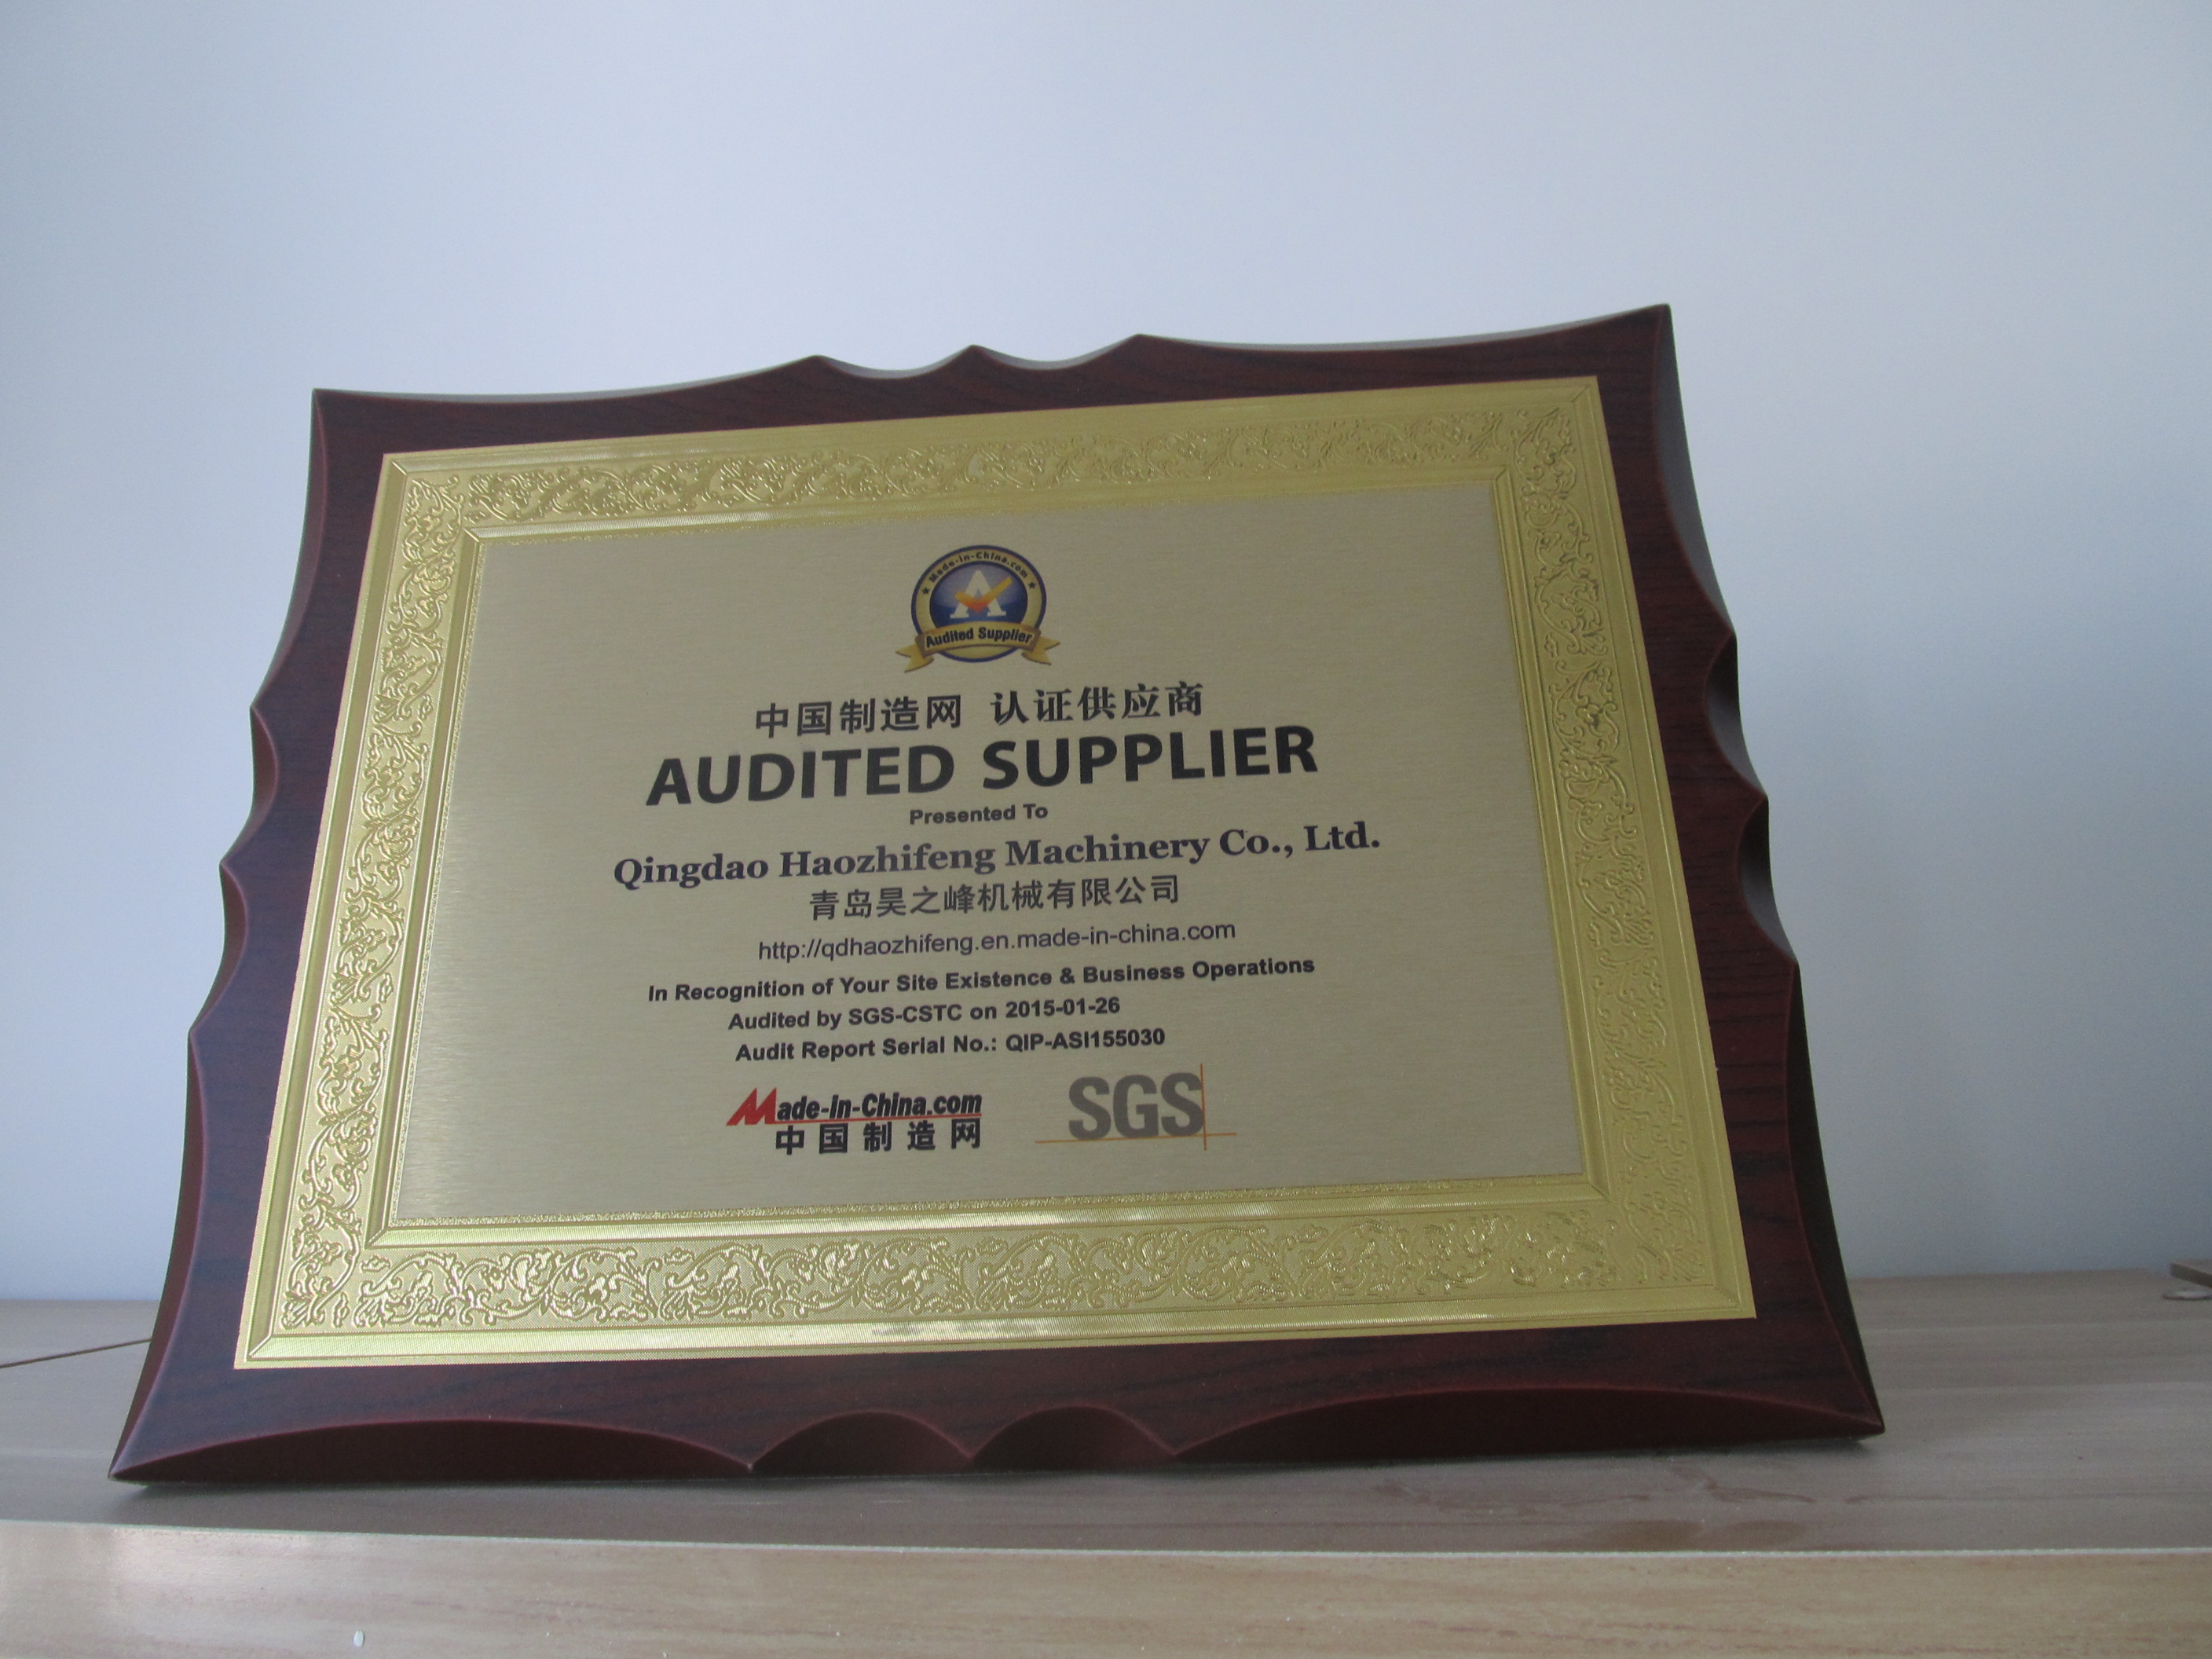 Made-in-China.com
A
Audited Supplier
中国制造网 认证供应商
AUDITED SUPPLIER
Presented To
Qingdao Haozhifeng Machinery Co., Ltd.
青岛昊之峰机械有限公司
http://qdhaozhifeng.en.made-in-china.com
In Recognition of Your Site Existence & Business Operations
Audited by SGS-CSTC on 2015-01-26
Audit Report Serial No.: QIP-ASI155030
Made-in-China.com
中国制造网
SGS